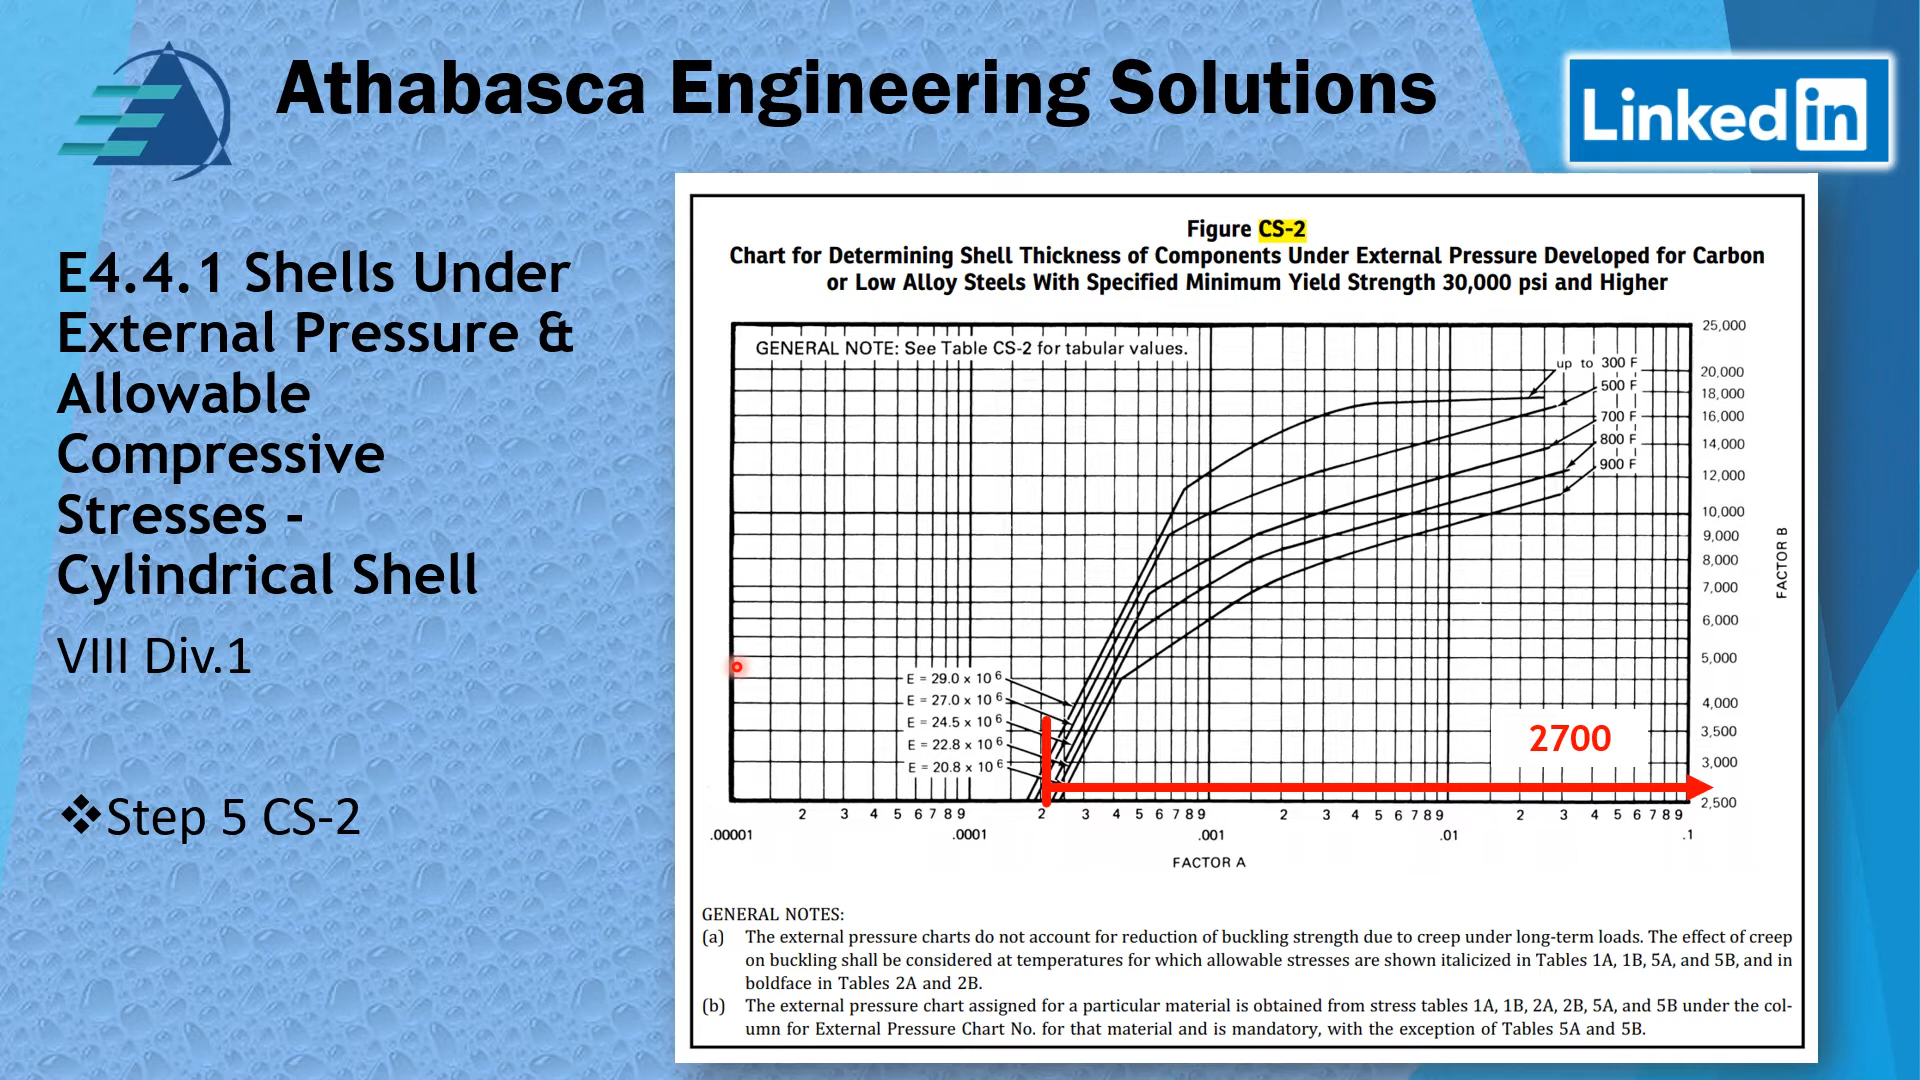 Athabasca Engineering Solutions
Linked in
E4.4.1 Shells Under
External Pressure &
Allowable
Compressive
Stresses -
Cylindrical Shell
VIII Div.1
❖Step 5 CS-2
Figure CS-2
Chart for Determining Shell Thickness of Components Under External Pressure Developed for Carbon
or Low Alloy Steels With Specified Minimum Yield Strength 30,000 psi and Higher
GENERAL NOTE: See Table CS-2 for tabular values.
up to 300 F
500 F
700 F
800 F
900 F
25,000
20,000
18,000
16,000
14,000
12,000
10,000
9,000
8,000
7,000
6,000
5,000
4,000
3,500
3,000
2,500
FACTOR B
E = 29.0 x 10 6
E = 27.0 x 10 6
E = 24.5 x 10 6
E = 22.8 x 10 6
E = 20.8 x 10 6
2700
2 3 4 5 6 7 8 9 2 3 4 5 6 7 8 9 2 3 4 5 6 7 8 9 2 3 4 5 6 7 8 9
.00001 .0001 .001 .01 .1
FACTOR A
GENERAL NOTES:
(a) The external pressure charts do not account for reduction of buckling strength due to creep under long-term loads. The effect of creep
on buckling shall be considered at temperatures for which allowable stresses are shown italicized in Tables 1A, 1B, 5A, and 5B, and in
boldface in Tables 2A and 2B.
(b) The external pressure chart assigned for a particular material is obtained from stress tables 1A, 1B, 2A, 2B, 5A, and 5B under the col-
umn for External Pressure Chart No. for that material and is mandatory, with the exception of Tables 5A and 5B.